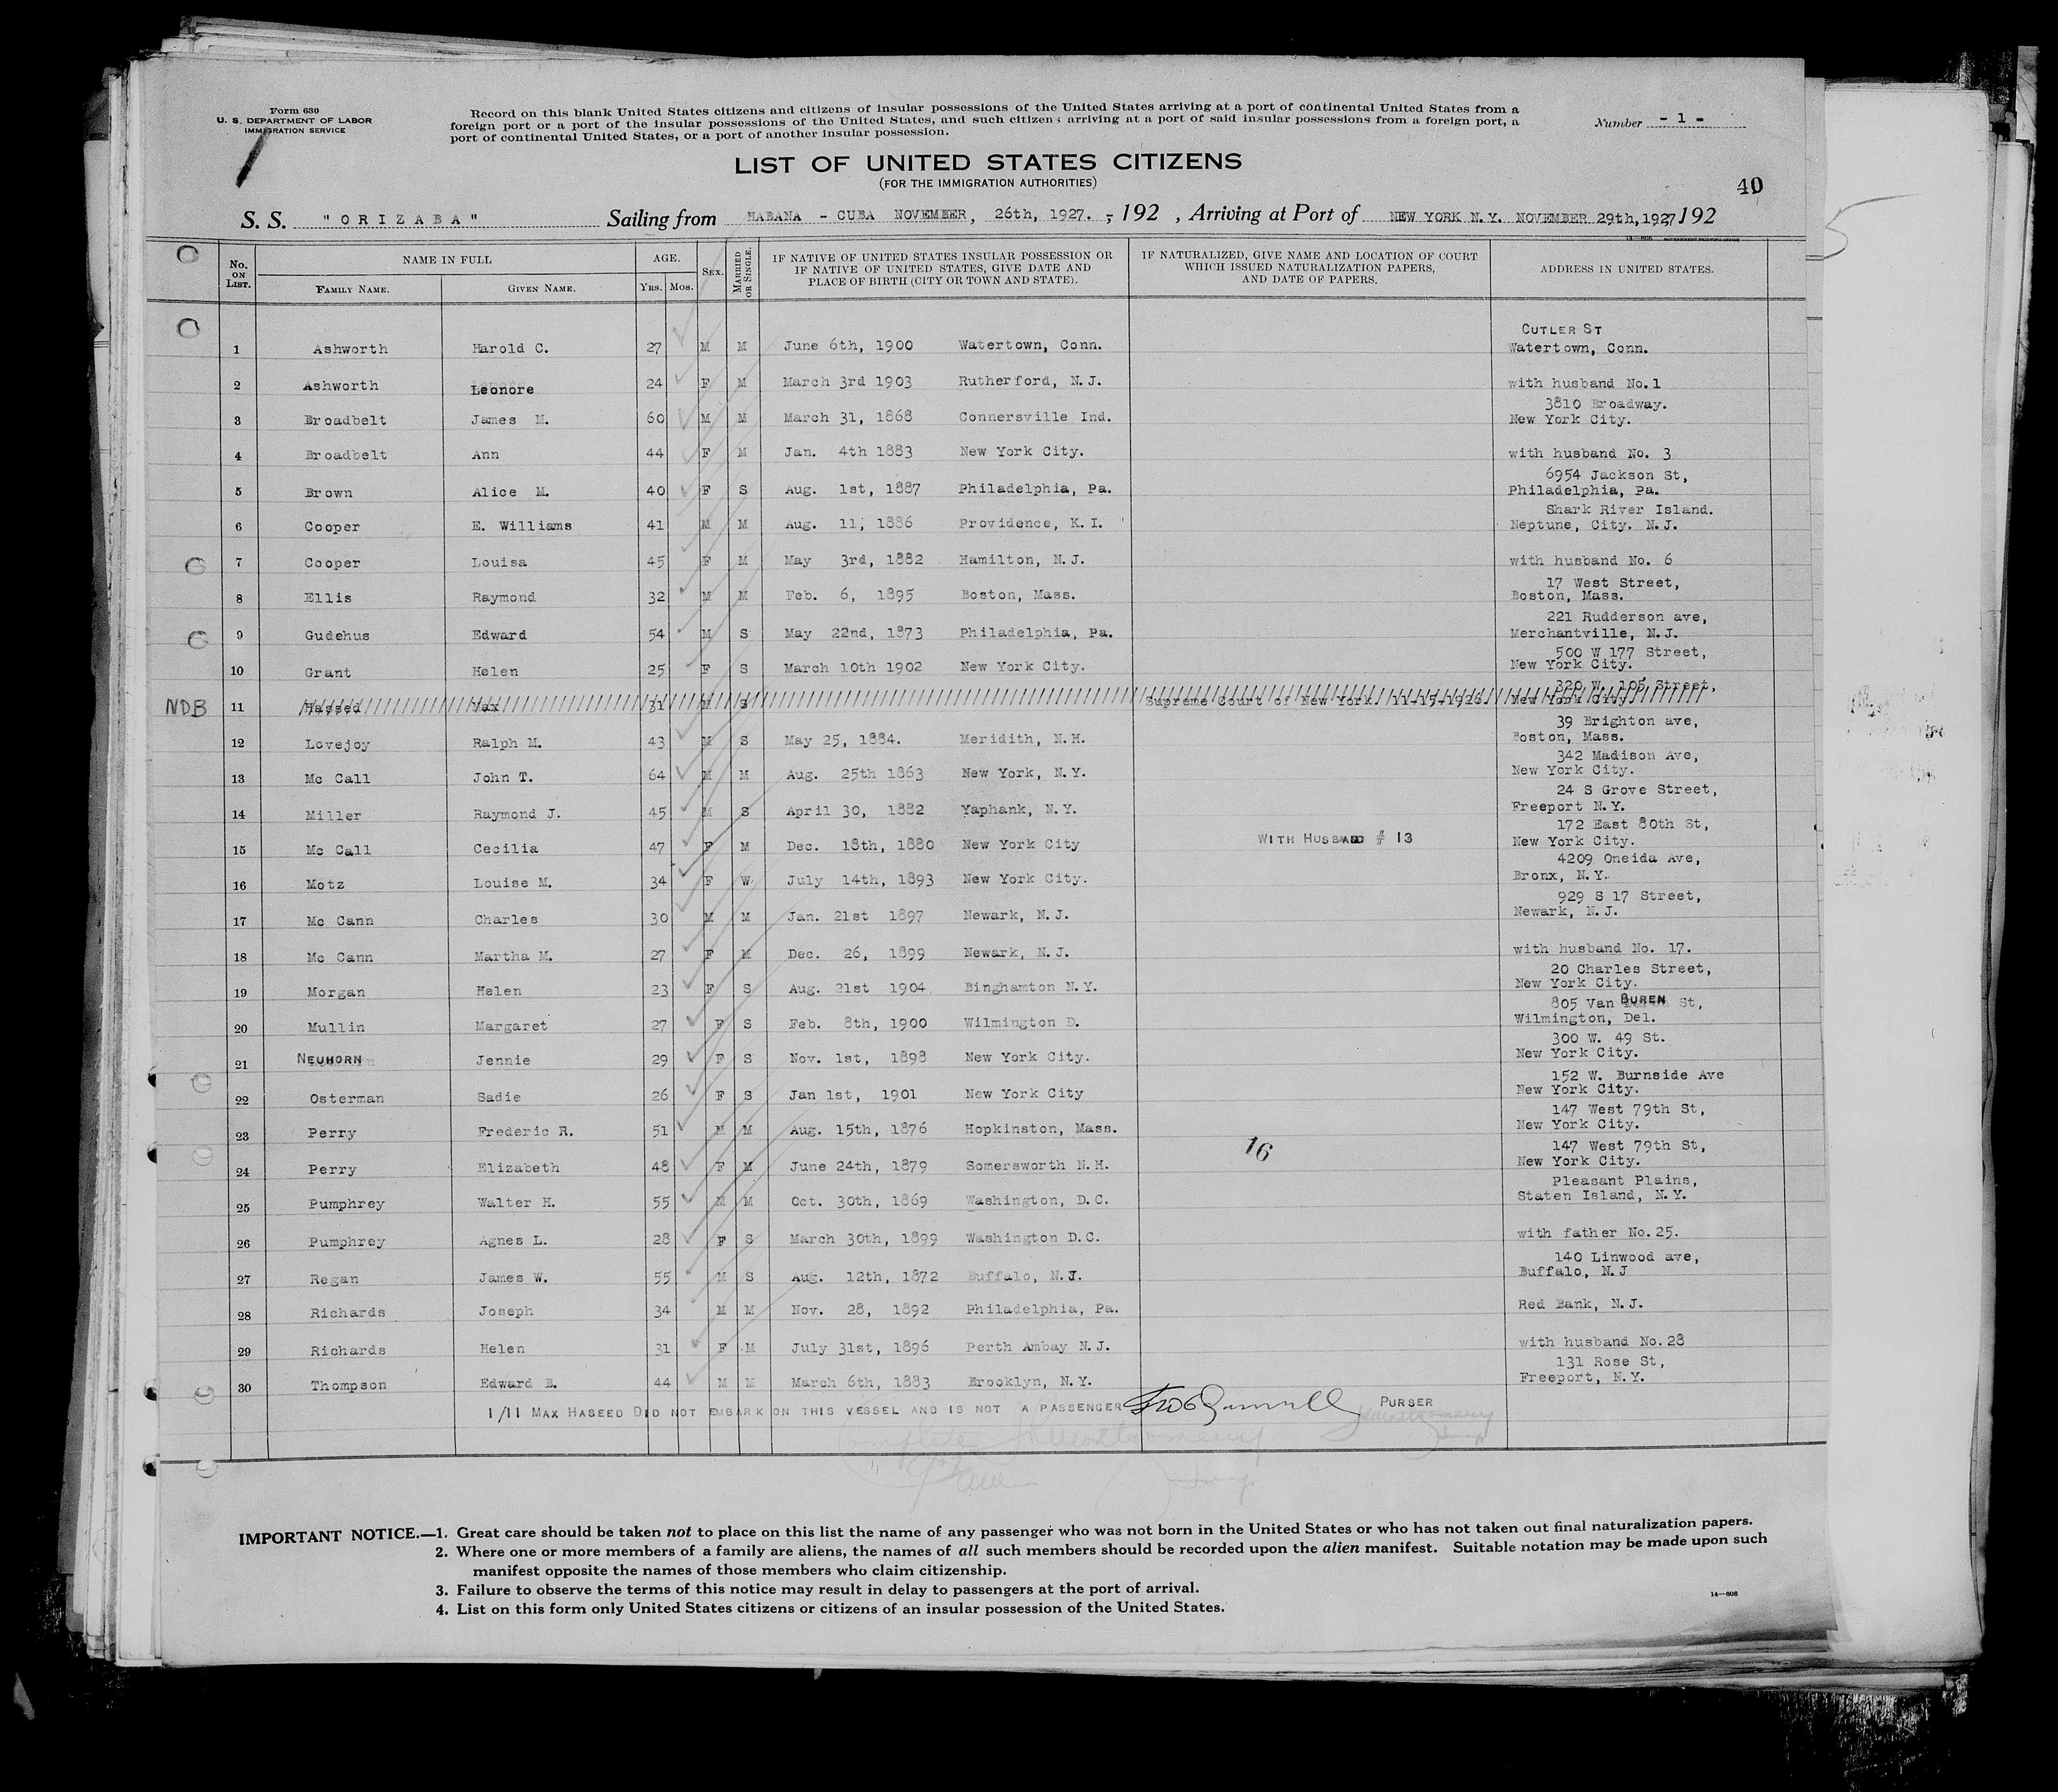 Form 630
U. S. DEPARTMENT OF LABOR
IMMIGRATION SERVICE
Record on this blank United States citizens and citizens of insular possessions of the United States arriving at a port of continental United States from a
foreign port or a port of the insular possessions of the United States, and such citizens arriving at a port of said insular possessions from a foreign port, a
port of continental United States, or a port of another insular possession.
Number - 1 -
LIST OF UNITED STATES CITIZENS
(FOR THE IMMIGRATION AUTHORITIES)
40
S. S. "ORIZABA" Sailing from HABANA - CUBA NOVEMBER, 26th, 1927. , 192 , Arriving at Port of NEW YORK N.Y. NOVEMBER 29th, 1927, 192
No. ON LIST. NAME IN FULL FAMILY NAME. GIVEN NAME. AGE. YRS. MOS. SEX. MARRIED OR SINGLE. IF NATIVE OF UNITED STATES INSULAR POSSESSION OR IF NATIVE OF UNITED STATES, GIVE DATE AND PLACE OF BIRTH (CITY OR TOWN AND STATE). IF NATURALIZED, GIVE NAME AND LOCATION OF COURT WHICH ISSUED NATURALIZATION PAPERS, AND DATE OF PAPERS. ADDRESS IN UNITED STATES.
1 Ashworth Harold C. 27 M M June 6th, 1900 Watertown, Conn. CUTLER ST Watertown, Conn.
2 Ashworth Leonore 24 F M March 3rd 1903 Rutherford, N.J. with husband No.1
3 Broadbelt James M. 60 M M March 31, 1868 Connersville Ind. 3810 Broadway. New York City.
4 Broadbelt Ann 44 F M Jan. 4th 1883 New York City. with husband No. 3
5 Brown Alice M. 40 F S Aug. 1st, 1887 Philadelphia, Pa. 6954 Jackson St, Philadelphia, Pa.
6 Cooper E. Williams 41 M M Aug. 11, 1886 Providence, K.I. Shark River Island. Neptune, City. N.J.
7 Cooper Louisa 45 F M May 3rd, 1882 Hamilton, N.J. with husband No. 6
8 Ellis Raymond 32 M M Feb. 6, 1895 Boston, Mass. 17 West Street, Boston, Mass.
9 Gudehus Edward 54 M S May 22nd, 1873 Philadelphia, Pa. 221 Rudderson ave, Merchantville, N.J.
10 Grant Helen 25 F S March 10th 1902 New York City. 500 W 177 Street, New York City.
NDB 11 Hassed Max 31 M S Supreme Court of New York. 11-15-1926. 320 W. 105 Street, New York City.
12 Lovejoy Ralph M. 43 M S May 25, 1884. Meridith, N.H. 39 Brighton ave, Boston, Mass.
13 Mc Call John T. 64 M M Aug. 25th 1863 New York, N.Y. 342 Madison Ave, New York City.
14 Miller Raymond J. 45 M S April 30, 1882 Yaphank, N.Y. 24 S Grove Street, Freeport N.Y.
15 Mc Call Cecilia 47 F M Dec. 18th, 1880 New York City WITH HUSBAND # 13 172 East 80th St, New York City.
16 Motz Louise M. 34 F W July 14th, 1893 New York City. 4209 Oneida Ave, Bronx, N.Y.
17 Mc Cann Charles 30 M M Jan. 21st 1897 Newark, N.J. 929 S 17 Street, Newark, N.J.
18 Mc Cann Martha M. 27 F M Dec. 26, 1899 Newark, N.J. with husband No. 17.
19 Morgan Helen 23 F S Aug. 21st 1904, Binghamton N.Y. 20 Charles Street, New York City.
20 Mullin Margaret 27 F S Feb. 8th, 1900 Wilmington D. 805 Van BUREN St, Wilmington, Del.
21 NEUHORN Jennie 29 F S Nov. 1st, 1898 New York City. 300 W. 49 St. New York City.
22 Osterman Sadie 26 F S Jan 1st, 1901 New York City 152 W. Burnside Ave New York City.
23 Perry Frederic R. 51 M M Aug. 15th, 1876 Hopkinston, Mass. 147 West 79th St, New York City.
16
24 Perry Elizabeth 48 F M June 24th, 1879 Somersworth N.H. 147 West 79th St, New York City.
25 Pumphrey Walter H. 55 M M Oct. 30th, 1869 Washington, D.C. Pleasant Plains, Staten Island, N.Y.
26 Pumphrey Agnes L. 28 F S March 30th, 1899 Washington D.C. with father No.25.
27 Regan James W. 55 M S Aug. 12th, 1872 Buffalo, N.J. 140 Linwood ave, Buffalo, N.J
28 Richards Joseph 34 M M Nov. 28, 1892 Philadelphia, Pa. Red Bank, N.J.
29 Richards Helen 31 F M July 31st, 1896 Perth Ambay N.J. with husband No.28
30 Thompson Edward E. 44 M M March 6th, 1883 Brooklyn, N.Y. 131 Rose St, Freeport, N.Y.
1/11 MAX HASEED DID NOT EMBARK ON THIS VESSEL AND IS NOT A PASSENGER PURSER
IMPORTANT NOTICE.—1. Great care should be taken not to place on this list the name of any passenger who was not born in the United States or who has not taken out final naturalization papers.
2. Where one or more members of a family are aliens, the names of all such members should be recorded upon the alien manifest. Suitable notation may be made upon such
manifest opposite the names of those members who claim citizenship.
3. Failure to observe the terms of this notice may result in delay to passengers at the port of arrival.
4. List on this form only United States citizens or citizens of an insular possession of the United States.
14—608